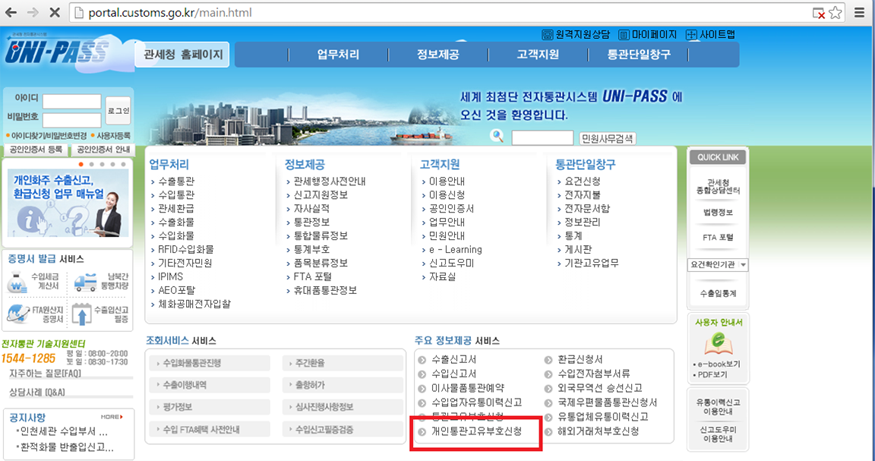 portal.customs.go.kr/main.html
원격지원상담 마이페이지 사이트맵
UNI-PASS
관세청 홈페이지 업무처리 정보제공 고객지원 통관단일창구
아이디
비밀번호
로그인
아이디찾기/비밀번호변경 사용자등록
공인인증서 등록 공인인증서 안내
세계 최첨단 전자통관시스템 UNI-PASS 에
오신 것을 환영합니다.
민원사무검색
개인화주 수출신고,
환급신청 업무 매뉴얼
증명서 발급 서비스
수입세금
계산서
남북간
통행차량
FTA원산지
증명서
수출입신고
필증
전자통관 기술지원센터
1544-1285
평 일 : 08:00-20:00
토 일 : 08:30-17:30
자주하는 질문(FAQ)
상담사례 (Q&A)
공지사항 MORE
인천세관 수입부서 ...
환적화물 반출입신고...
업무처리
수출통관
수입통관
관세환급
수출화물
수입화물
RFID수입화물
기타전자민원
IPIMS
AEO포탈
체화공매전자입찰
정보제공
관세행정사전안내
신고지원정보
자사실적
통관정보
통합물류정보
통계부호
품목분류정보
FTA 포털
휴대품통관정보
고객지원
이용안내
이용신청
공인인증서
업무안내
민원안내
e - Learning
신고도우미
자료실
통관단일창구
요건신청
전자지불
전자문서함
정보관리
통계
게시판
기관고유업무
조회서비스 서비스
수입화물통관진행 주간환율
수출이행내역 출항허가
평가정보 심사진행사항정보
수입 FTA혜택 사전안내 수입신고필증검증
주요 정보제공 서비스
수출신고서 환급신청서
수입신고서 수입전자첨부서류
이사물품통관예약 외국무역선 승선신고
수입업자유통이력신고 국제우편물품통관신청서
통관고유부호신청 유통업체유통이력신고
개인통관고유부호신청 해외거래처부호신청
QUICK LINK
관세청
종합상담센터
법령정보
FTA 포털
요건확인기관
수출입통계
사용자 안내서
e-book보기
PDF보기
유통이력신고
이용안내
신고도우미
이용안내